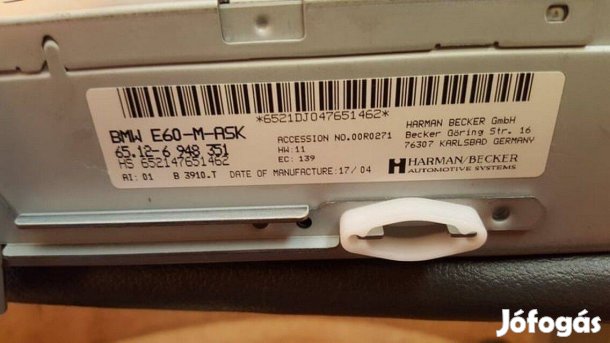 *6521DJ047651462*
BMW E60-M-ASK
65.12-6 948 351
HS 652147651462
AI: 01 B 3910.T DATE OF MANUFACTURE:17/04
ACCESSION NO.00R0271
HW:11
EC: 139
HARMAN BECKER GmbH
Becker Göring Str. 16
76307 KARLSBAD GERMANY
HARMAN/BECKER
AUTOMOTIVE SYSTEMS
Jófogás